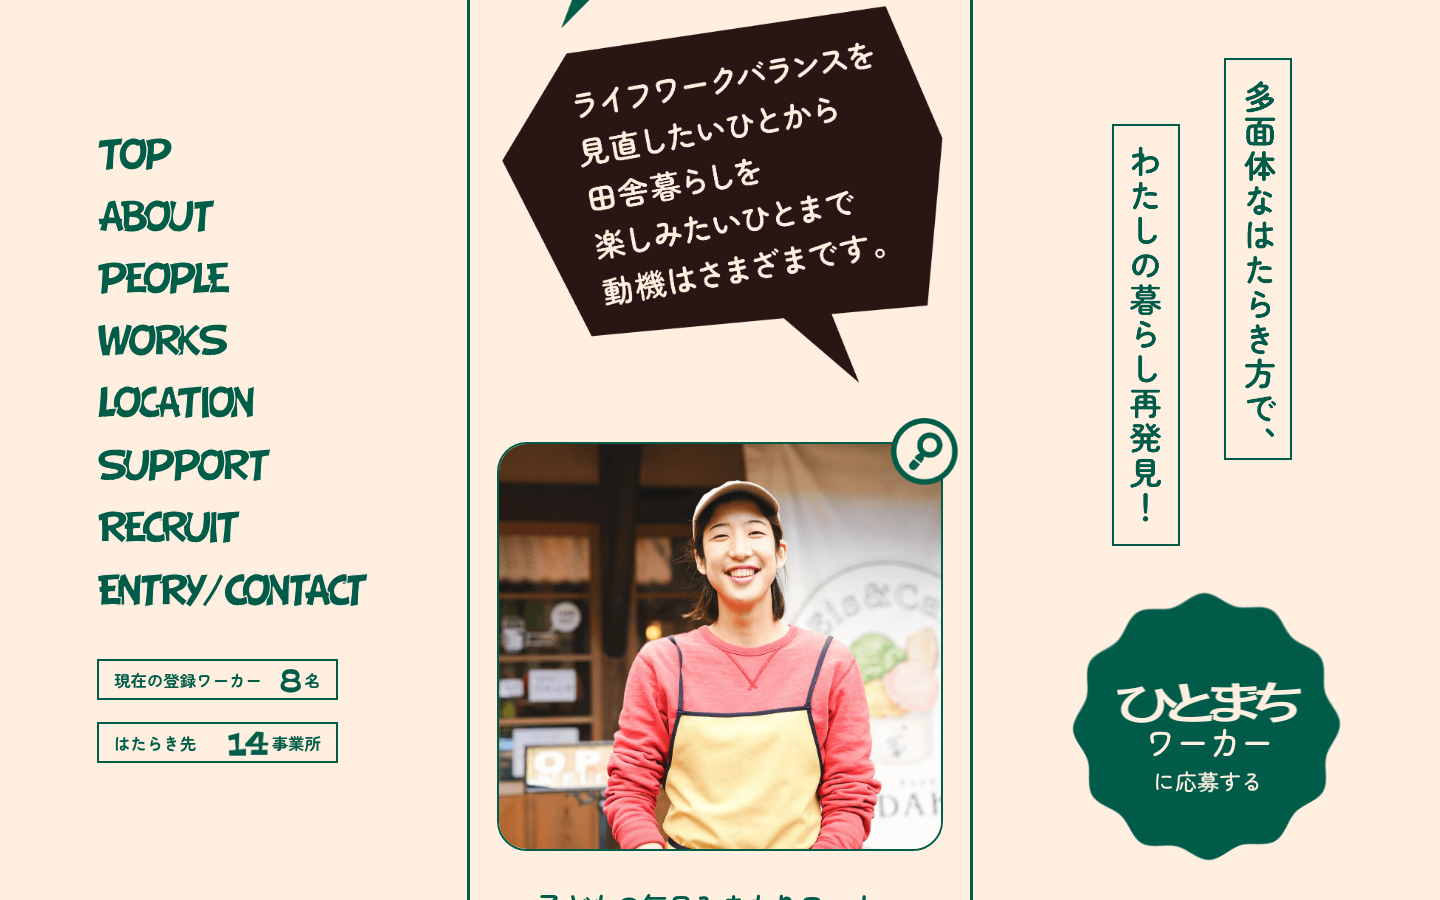 TOP
ABOUT
PEOPLE
WORKS
LOCATION
SUPPORT
RECRUIT
ENTRY/CONTACT
現在の登録ワーカー 8名
はたらき先 14事業所
ライフワークバランスを
見直したいひとから
田舎暮らしを
楽しみたいひとまで
動機はさまざまです。
多面体なはたらき方で、
わたしの暮らし再発見！
ひとまち
ワーカー
に応募する